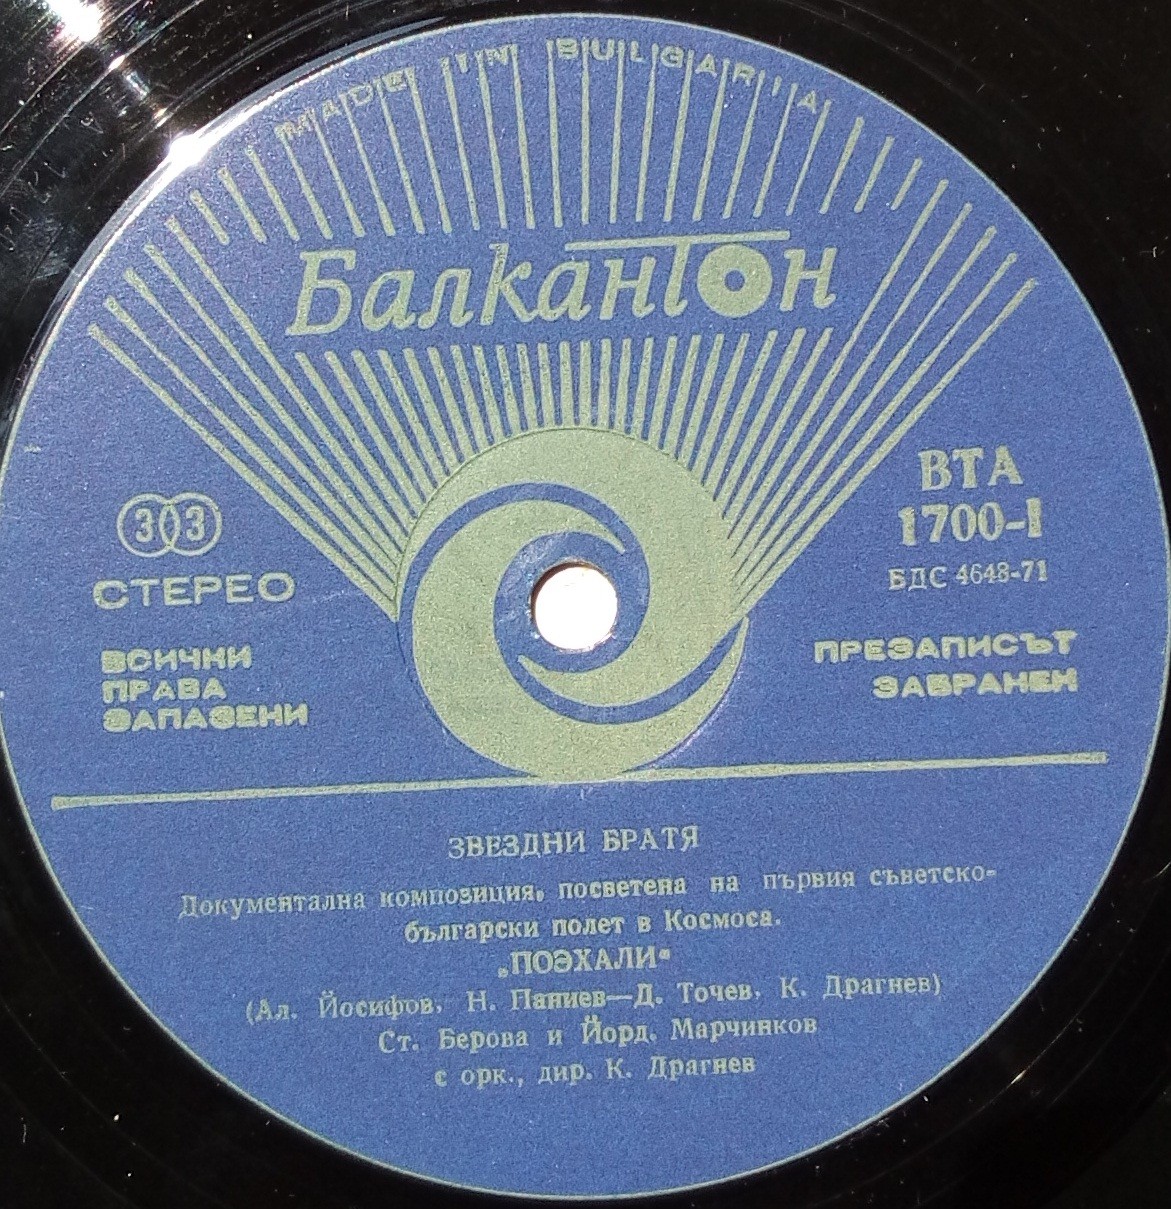 MADE IN BULGARIA
Балкантон
ВТА
1700-I
БДС 4648-71
33
СТЕРЕО
ВСИЧКИ
ПРАВА
ЗАПАЗЕНИ
ПРЕЗАПИСЪТ
ЗАБРАНЕН
ЗВЕЗДНИ БРАТЯ
Документална композиция, посветена на първия съветско-
български полет в Космоса.
„ПОЭХАЛИ“
(Ал. Йосифов, Н. Паниев—Д. Точев, К. Драгнев)
Ст. Берова и Йорд. Марчинков
с орк., дир. К. Драгнев